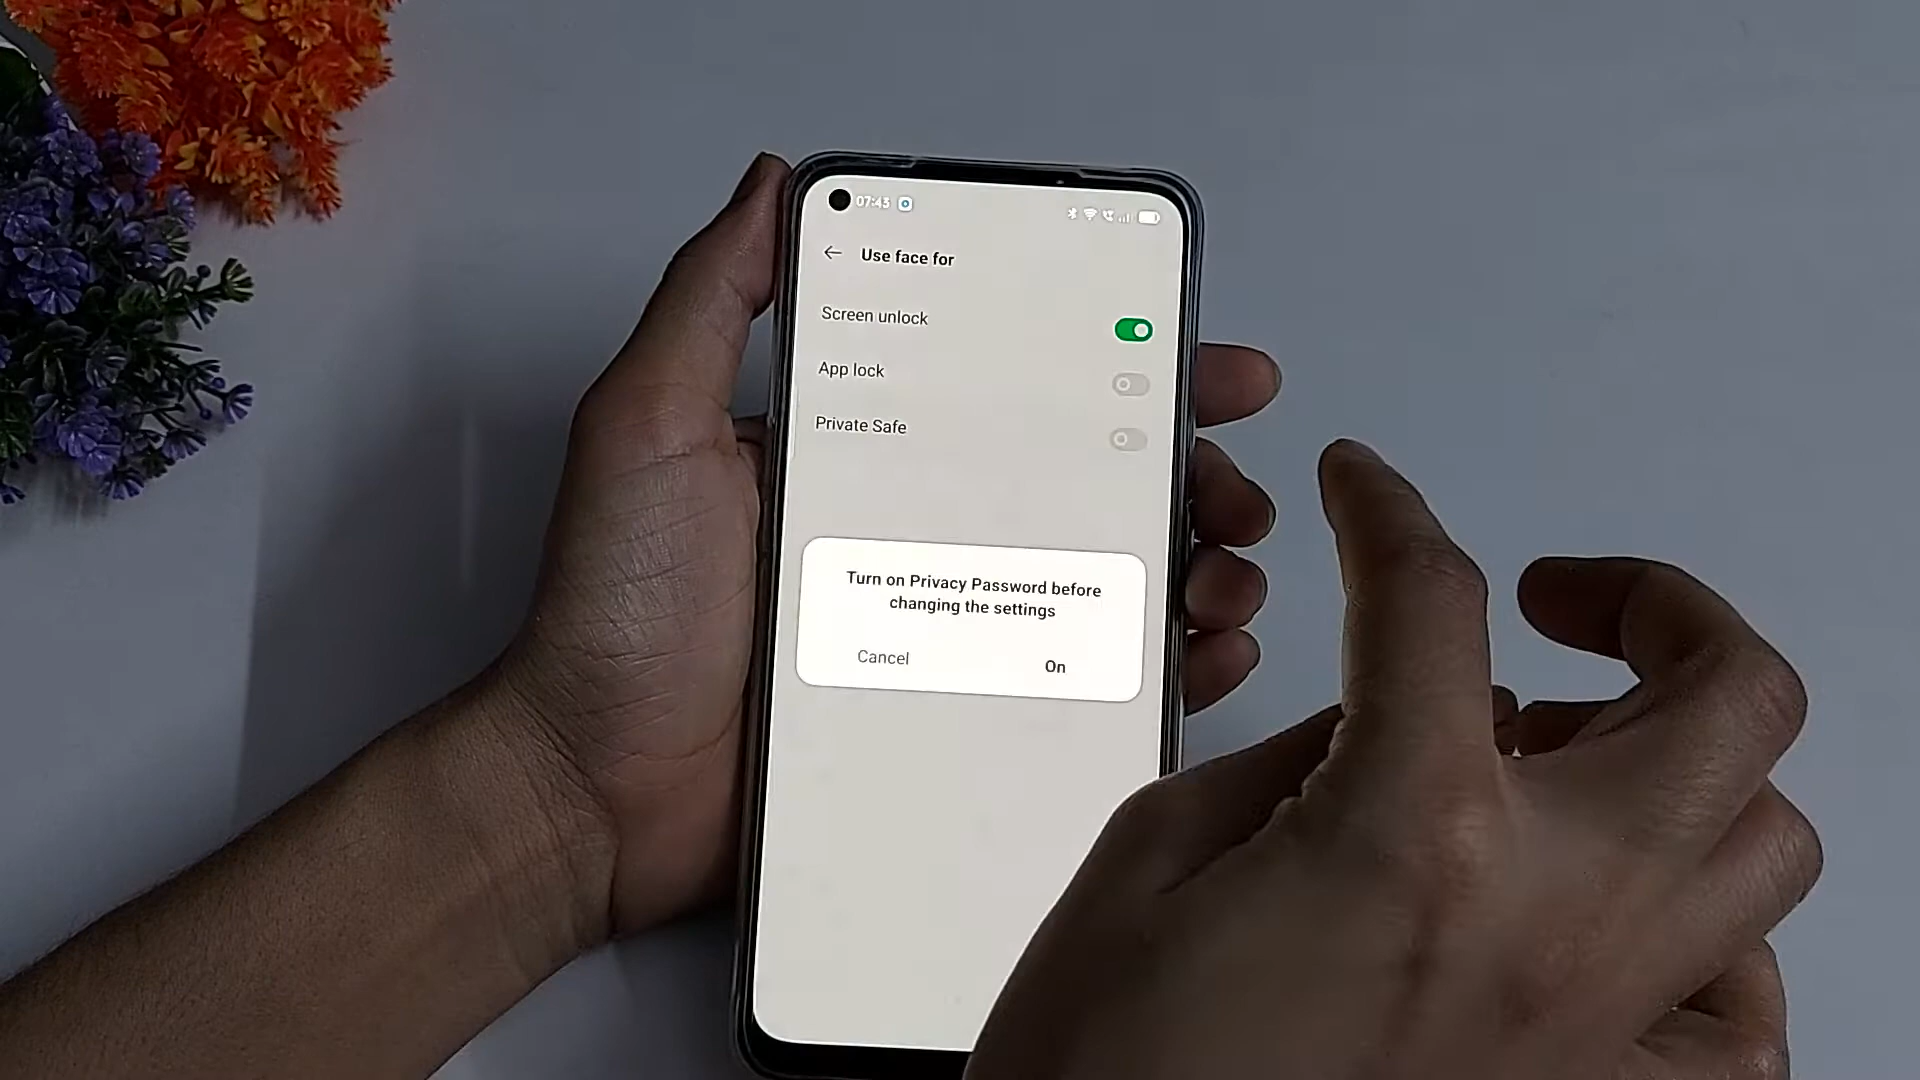 07:43
Use face for
Screen unlock
App lock
Private Safe
Turn on Privacy Password before
changing the settings
Cancel
On